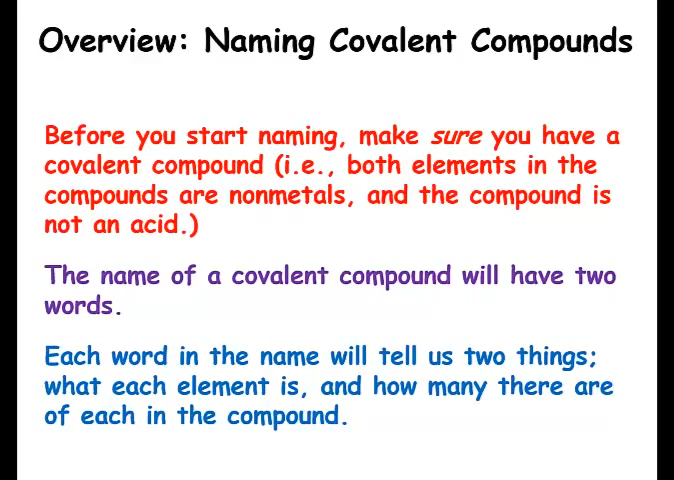 Overview: Naming Covalent Compounds
Before you start naming, make sure you have a
covalent compound (i.e., both elements in the
compounds are nonmetals, and the compound is
not an acid.)
The name of a covalent compound will have two
words.
Each word in the name will tell us two things;
what each element is, and how many there are
of each in the compound.